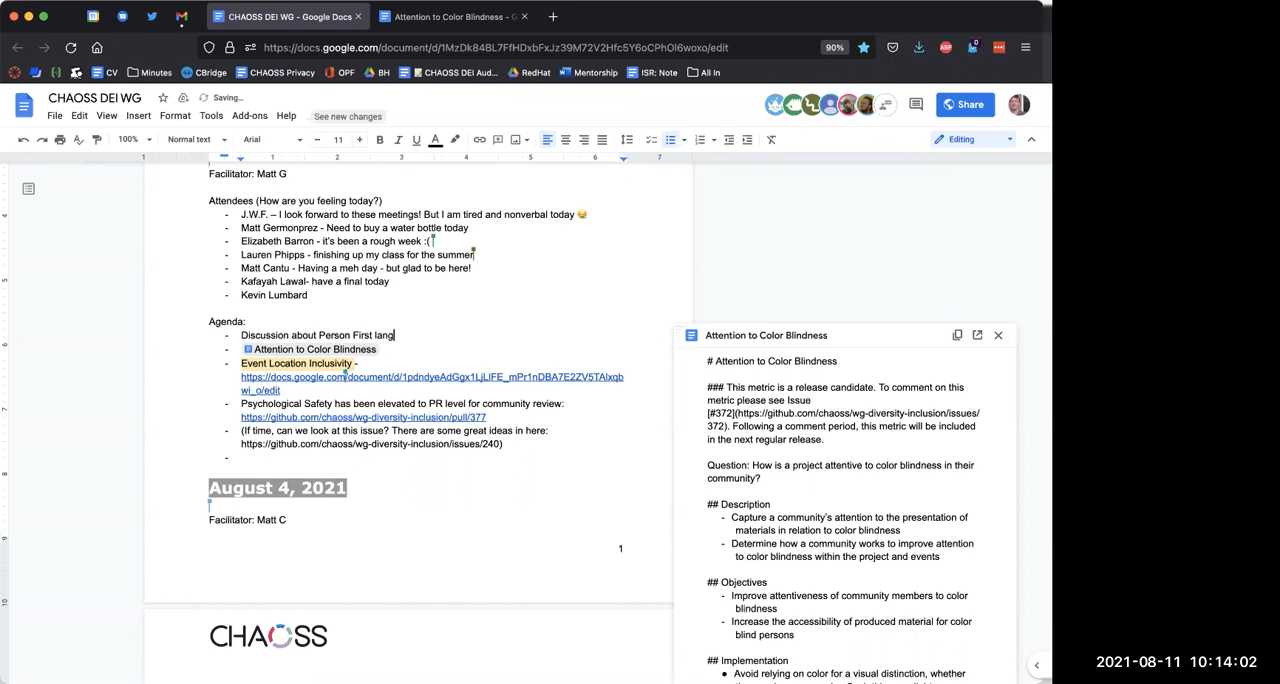 CHAOSS DEI WG - Google Docs
Attention to Color Blindness - G
https://docs.google.com/document/d/1MzDk84BL7FfHDxbFxJz39M72V2Hfc5Y6oCPhOl6woxo/edit
90%
ABP
0
CV
Minutes
CBridge
CHAOSS Privacy
OPF
BH
CHAOSS DEI Aud...
RedHat
Mentorship
ISR: Note
All In
CHAOSS DEI WG
Saving...
File Edit View Insert Format Tools Add-ons Help See new changes
Share
100% Normal text Arial 11 B I U A Editing
1 1 2 3 4 5 6 7
Facilitator: Matt G
Attendees (How are you feeling today?)
- J.W.F. – I look forward to these meetings! But I am tired and nonverbal today 😂
- Matt Germonprez - Need to buy a water bottle today
- Elizabeth Barron - it's been a rough week :(
- Lauren Phipps - finishing up my class for the summer
- Matt Cantu - Having a meh day - but glad to be here!
- Kafayah Lawal- have a final today
- Kevin Lumbard
Agenda:
- Discussion about Person First lang
- Attention to Color Blindness
- Event Location Inclusivity -
https://docs.google.com/document/d/1pdndyeAdGgx1LjLlFE_mPr1nDBA7E2ZV5TAlxqb
wi_o/edit
- Psychological Safety has been elevated to PR level for community review:
https://github.com/chaoss/wg-diversity-inclusion/pull/377
- (If time, can we look at this issue? There are some great ideas in here:
https://github.com/chaoss/wg-diversity-inclusion/issues/240)
-
August 4, 2021
Facilitator: Matt C
1
CHAOSS
Attention to Color Blindness
# Attention to Color Blindness
### This metric is a release candidate. To comment on this
metric please see Issue
[#372](https://github.com/chaoss/wg-diversity-inclusion/issues/
372). Following a comment period, this metric will be included
in the next regular release.
Question: How is a project attentive to color blindness in their
community?
## Description
- Capture a community's attention to the presentation of
materials in relation to color blindness
- Determine how a community works to improve attention
to color blindness within the project and events
## Objectives
- Improve attentiveness of community members to color
blindness
- Increase the accessibility of produced material for color
blind persons
## Implementation
● Avoid relying on color for a visual distinction, whether
2021-08-11 10:14:02